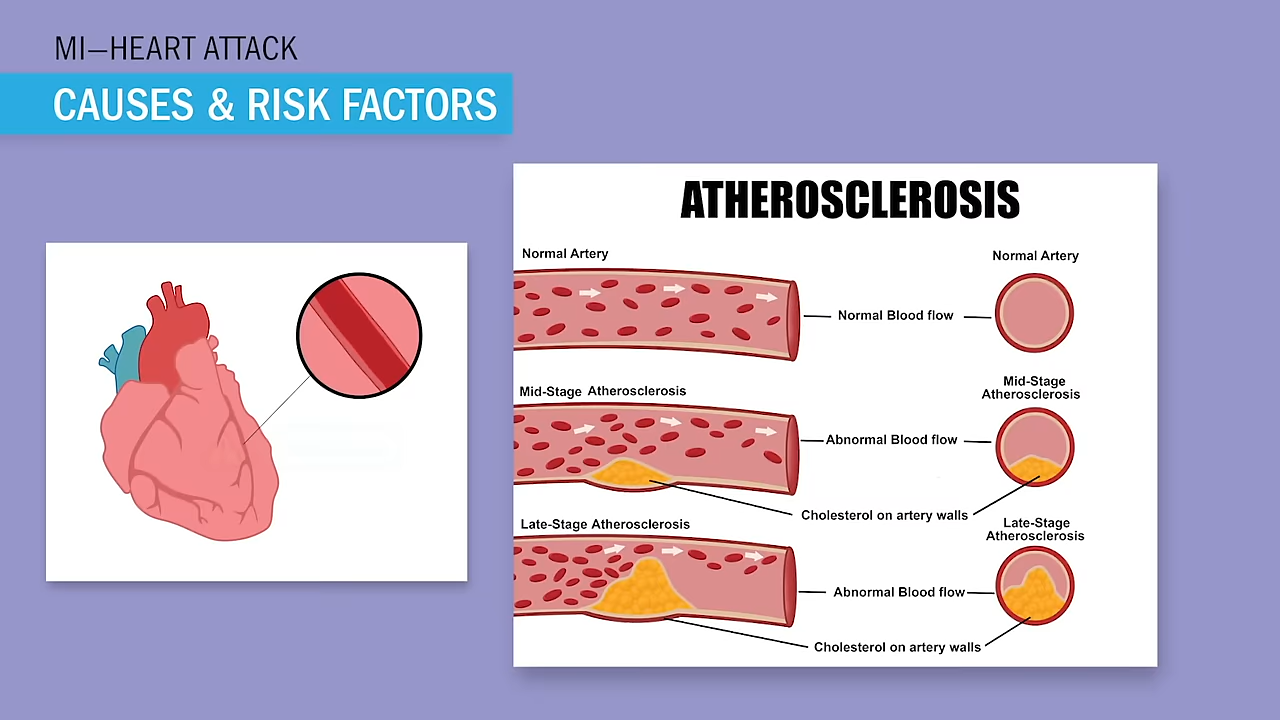 MI—HEART ATTACK
CAUSES & RISK FACTORS
ATHEROSCLEROSIS
Normal Artery
Normal Artery
Normal Blood flow
Mid-Stage Atherosclerosis
Mid-Stage
Atherosclerosis
Abnormal Blood flow
Cholesterol on artery walls
Late-Stage Atherosclerosis
Late-Stage
Atherosclerosis
Abnormal Blood flow
Cholesterol on artery walls